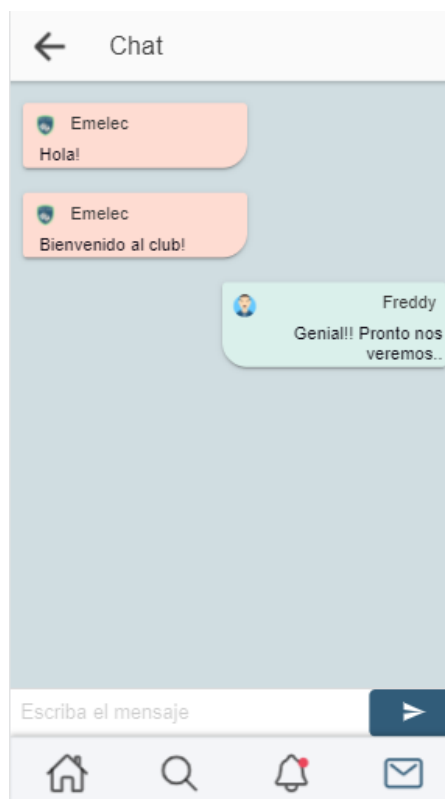 Chat
Emelec
Hola!
Emelec
Bienvenido al club!
Freddy
Genial!! Pronto nos
veremos..
Escriba el mensaje